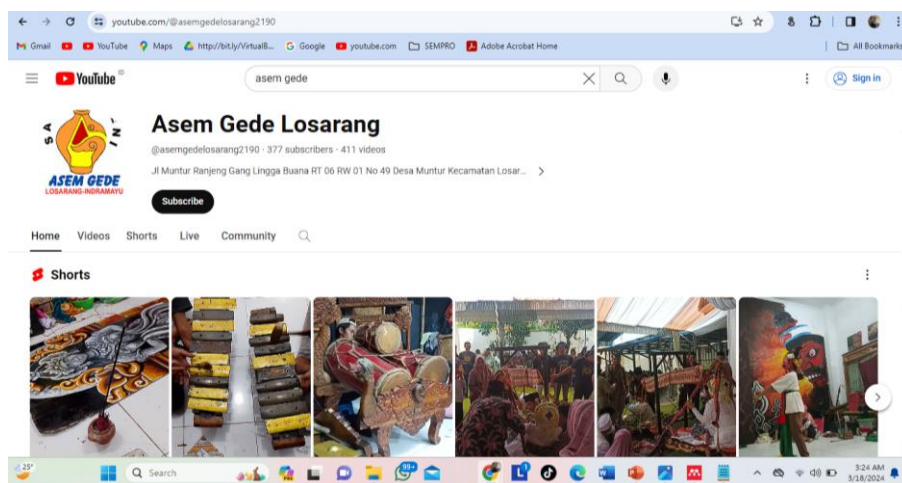 youtube.com/@asemgedelosarang2190
Gmail YouTube Maps http://bit.ly/VirtualB... Google youtube.com SEMPRO Adobe Acrobat Home All Bookmarks
YouTube ID asem gede Sign in
SA IN'
ASEM GEDE
LOSARANG-INDRAMAYU
Asem Gede Losarang
@asemgedelosarang2190 · 377 subscribers · 411 videos
Jl Muntur Ranjeng Gang Lingga Buana RT 06 RW 01 No 49 Desa Muntur Kecamatan Losar...
Subscribe
Home Videos Shorts Live Community
Shorts
25° Search 99+ 3:24 AM
3/18/2024